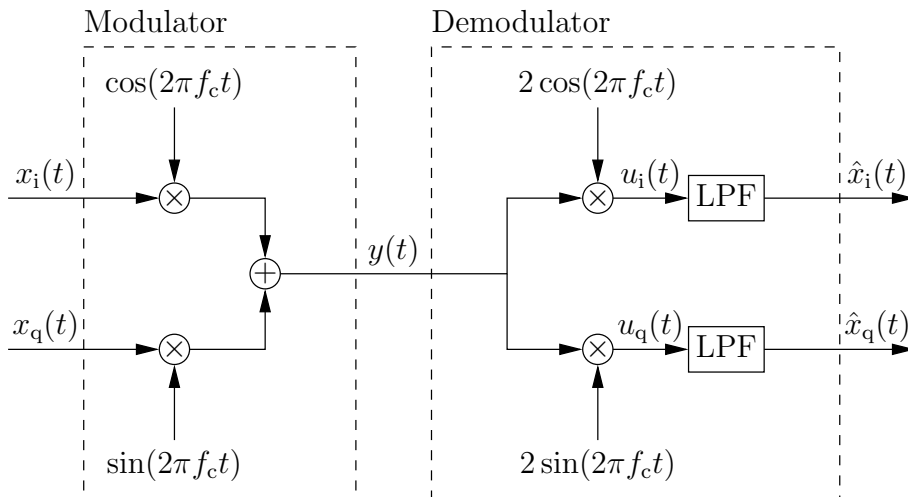 Modulator
Demodulator
cos(2πf_c t)
2 cos(2πf_c t)
x_i(t)
u_i(t)
LPF
x̂_i(t)
y(t)
x_q(t)
u_q(t)
LPF
x̂_q(t)
sin(2πf_c t)
2 sin(2πf_c t)